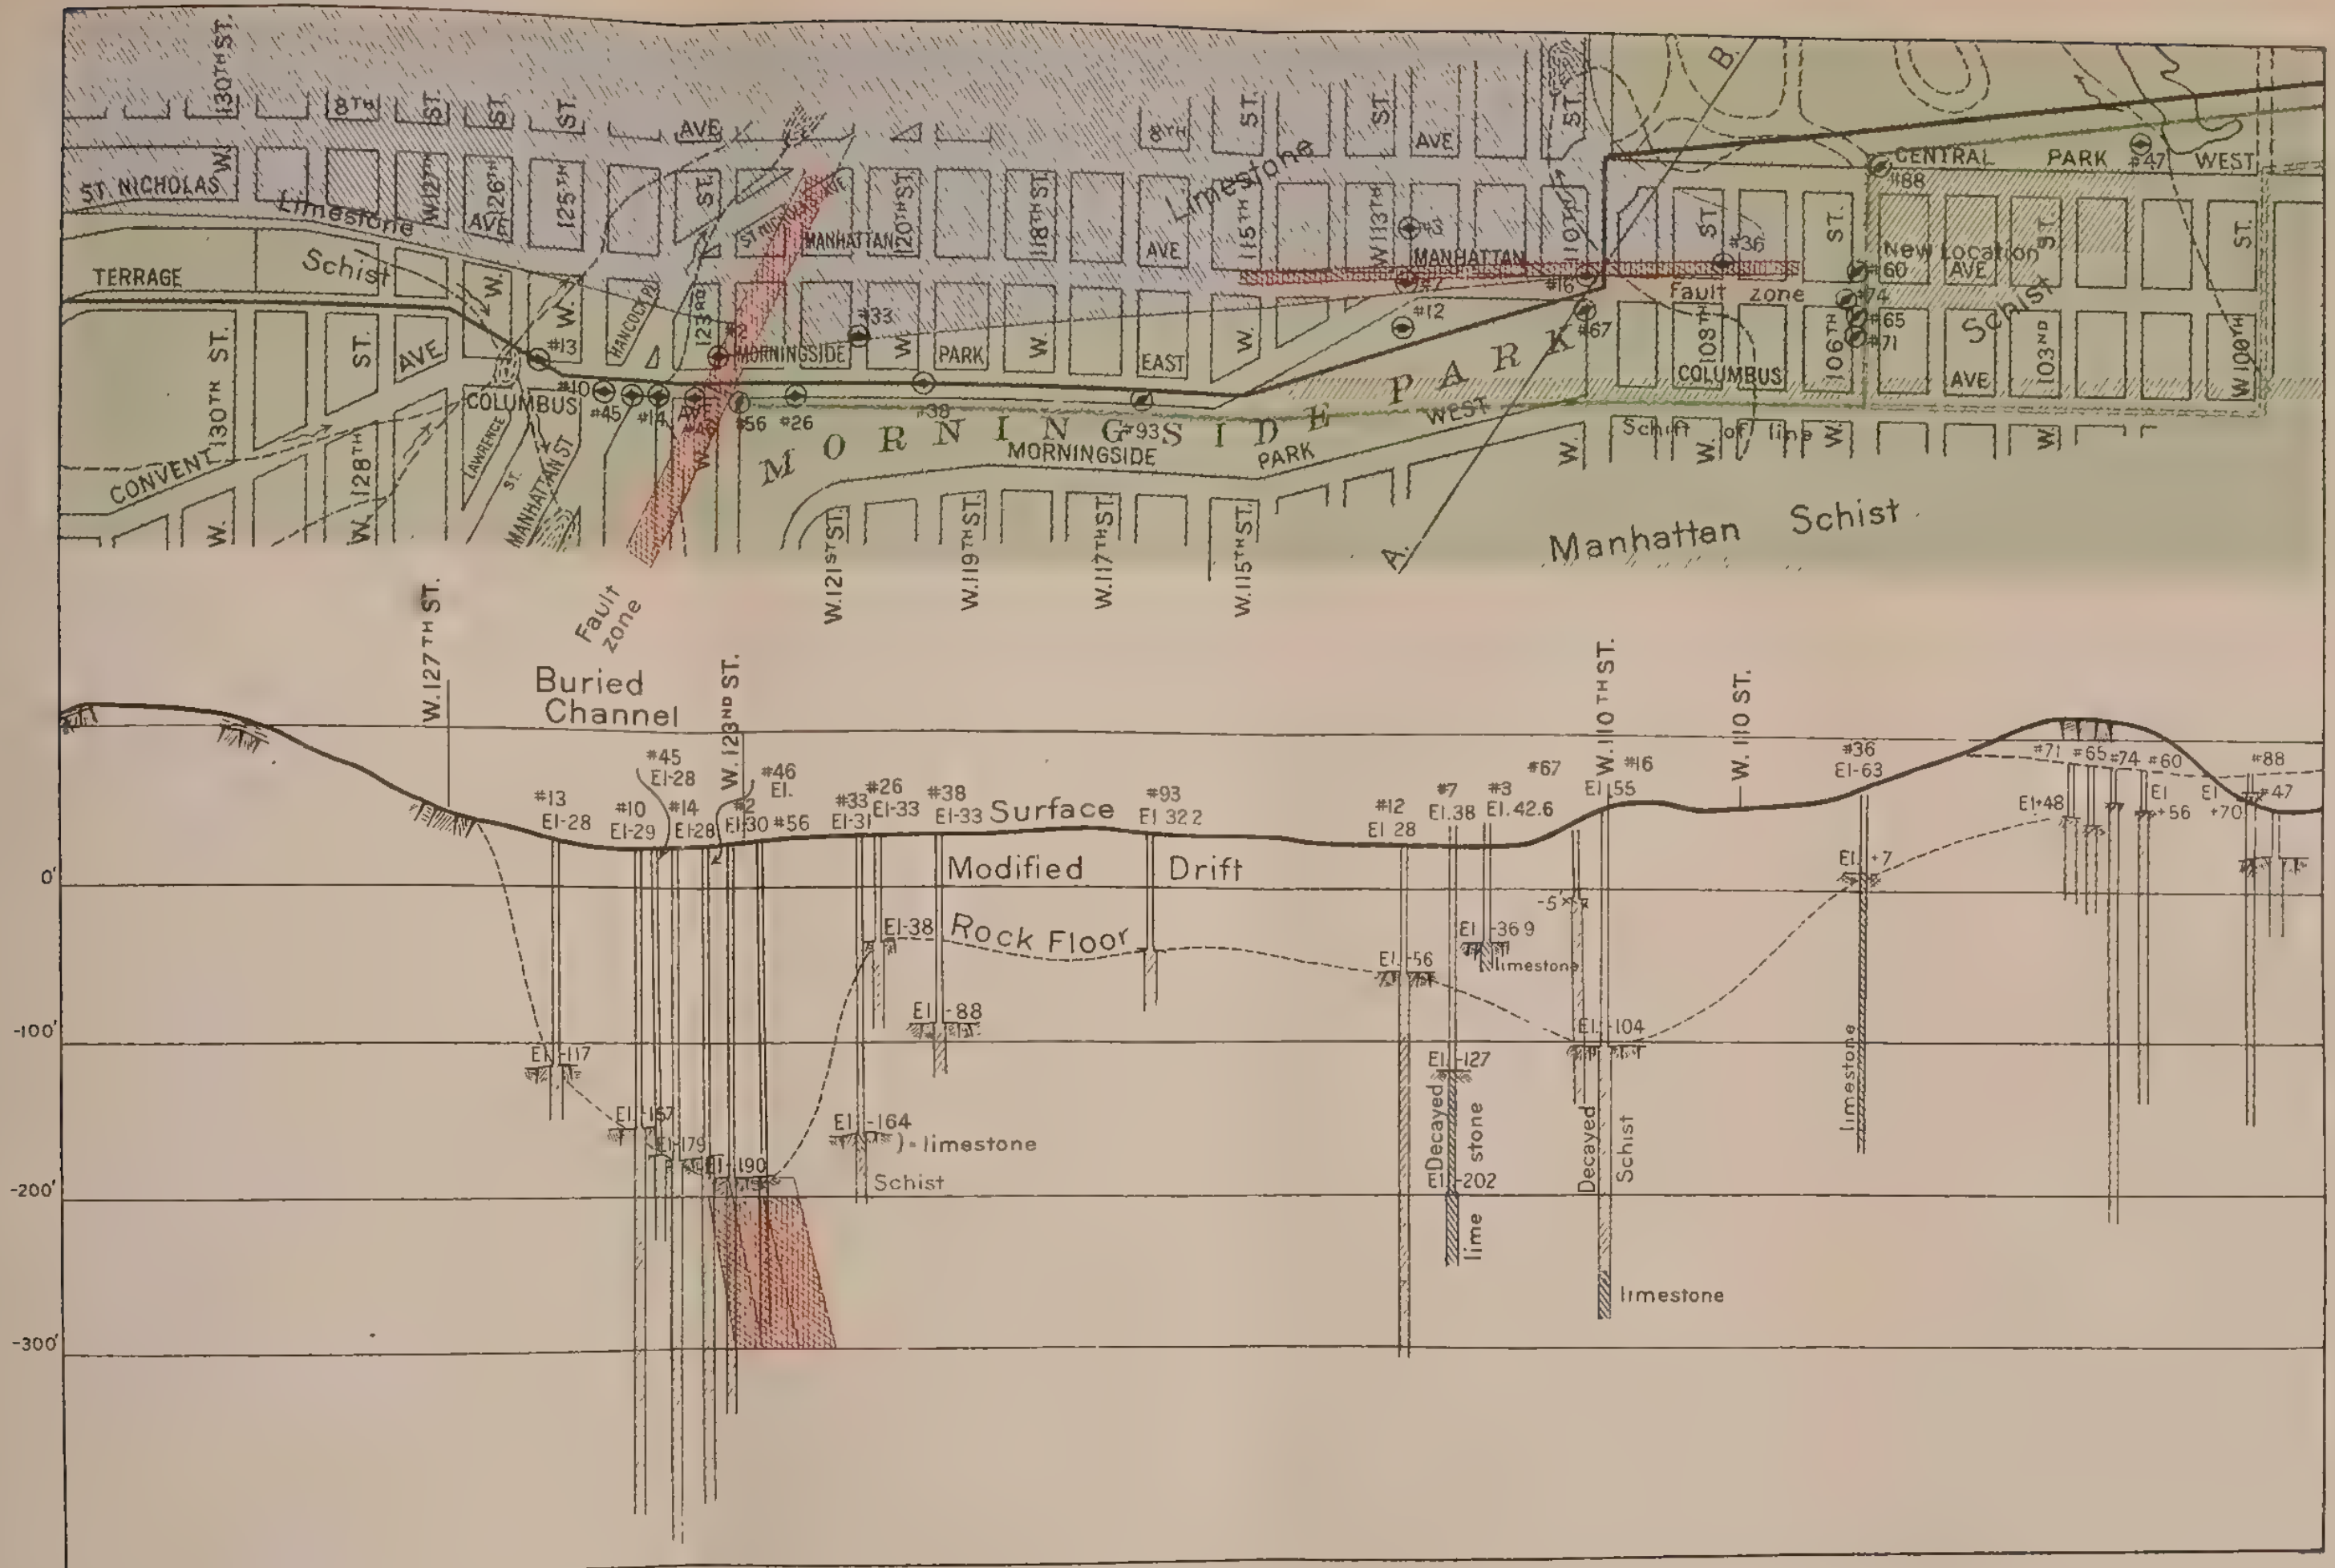 W. 130TH ST.
8TH
AVE
8TH
AVE
ST. NICHOLAS
AVE
W. 127TH
ST.
W. 126TH
ST.
W. 125TH
ST.
Limestone
Schist
TERRAGE
HANCOCK PL
W. 123RD
ST.
MANHATTAN
W. 120TH ST.
W. 118TH ST.
AVE
W. 115TH
ST.
W 113TH
ST.
Limestone
#3
MANHATTAN
W. 110TH
ST.
B.
CENTRAL PARK WEST
#88
#47
#36
New Location
AVE
Fault zone
#60
#74
#65
#71
Schist
108TH
ST
106TH
ST.
103ND
ST.
W 100TH
ST.
#7
#16
#12
#67
#33
#2
#13
#10
#45
#14
#56
#26
#38
#93
MORNINGSIDE
PARK
EAST
COLUMBUS
AVE
COLUMBUS
AVE
MORNINGSIDE PARK
MORNINGSIDE
PARK
WEST
Schift of line
W. 130TH ST.
W. 128TH
ST.
CONVENT
AVE
LAWRENCE
ST.
MANHATTAN ST
W. 121ST ST.
W. 119TH ST.
W. 117TH ST.
W. 115TH ST.
A.
Manhattan Schist
Fault
zone
W. 127TH ST.
Buried
Channel
W. 123ND ST.
W. 110TH ST.
W. 110 ST.
#13
El-28
#10
El-29
#45
El-28
#14
El-28
#2
El-30
#46
El.
#56
#33
El-31
#26
El-33
#38
El-33
Surface
#93
El 32.2
#12
El 28
#7
El.38
#3
El.42.6
#67
#16
El. 55
#36
El-63
#71
#65
#74
#60
#88
#47
El+48
El
+56
El
+70
0'
Modified Drift
El-38
Rock Floor
El. -56
El. -36 9
limestone
-5
El. +7
-100'
El. -117
El. -167
El-179
El-190
El. -88
El. -164
limestone
Schist
El. -127
Decayed
lime stone
El. -202
lime
El. -104
Decayed
Schist
limestone
limestone
-200'
-300'